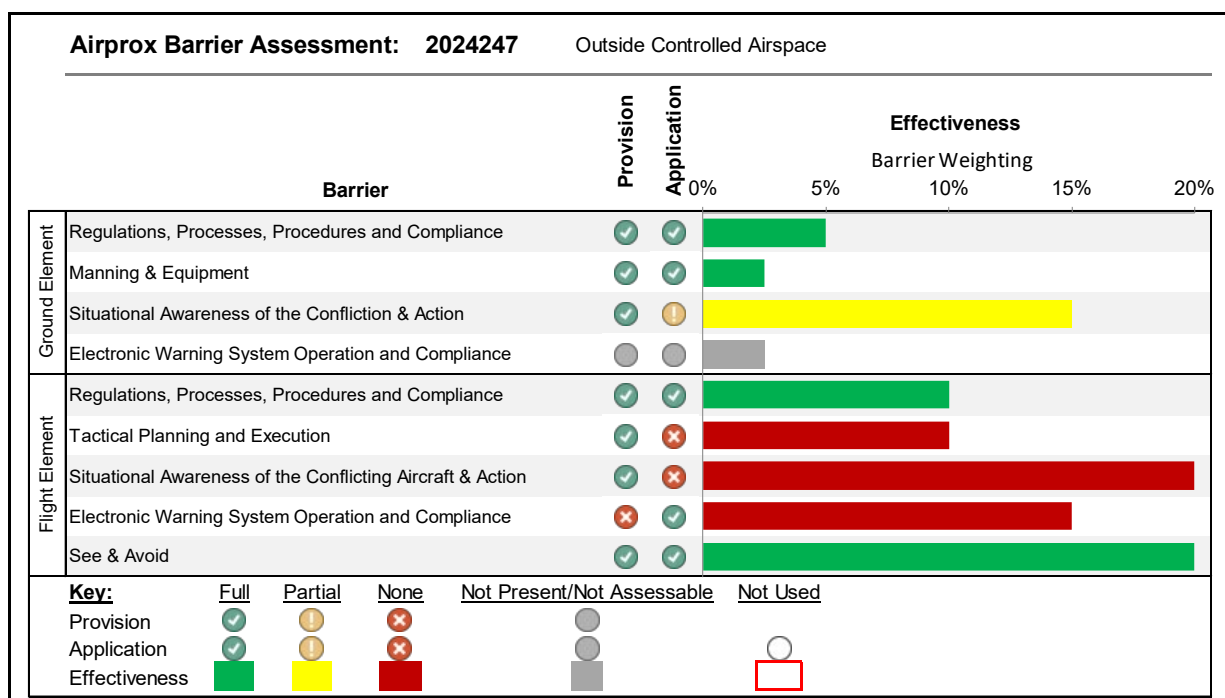 Airprox Barrier Assessment: 2024247 Outside Controlled Airspace
Barrier Provision Application Effectiveness
Barrier Weighting
0% 5% 10% 15% 20%
Ground Element
Regulations, Processes, Procedures and Compliance
Manning & Equipment
Situational Awareness of the Confliction & Action
Electronic Warning System Operation and Compliance
Flight Element
Regulations, Processes, Procedures and Compliance
Tactical Planning and Execution
Situational Awareness of the Conflicting Aircraft & Action
Electronic Warning System Operation and Compliance
See & Avoid
Key: Full Partial None Not Present/Not Assessable Not Used
Provision
Application
Effectiveness